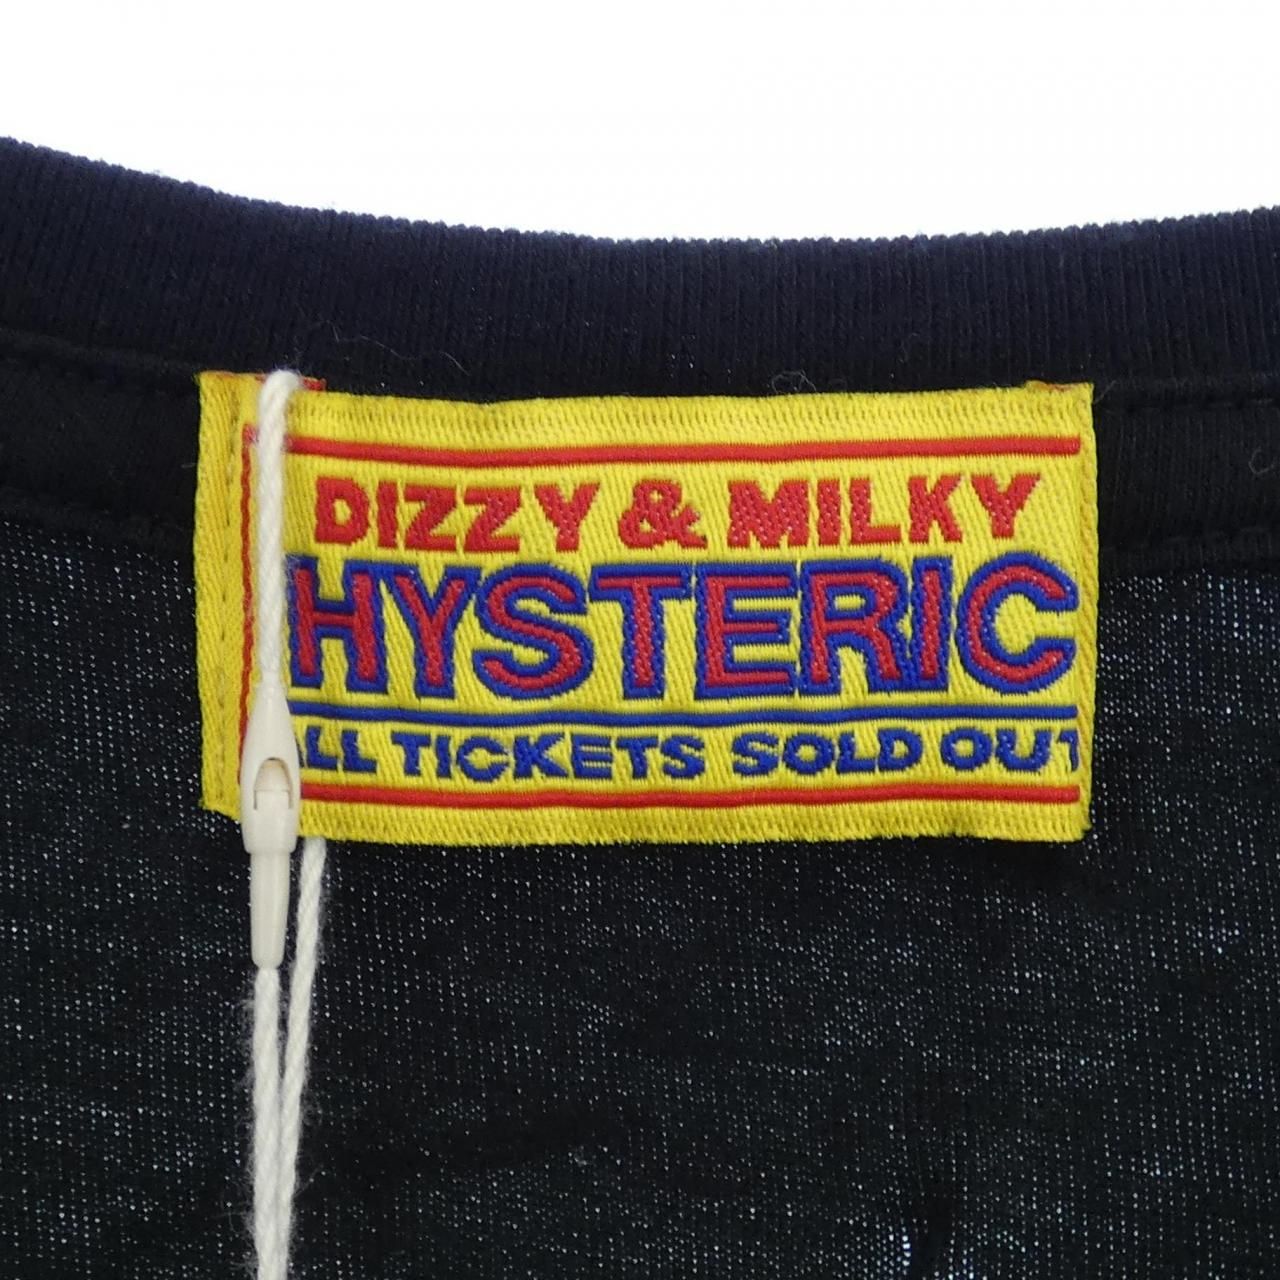 DIZZY & MILKY
HYSTERIC
ALL TICKETS SOLD OUT